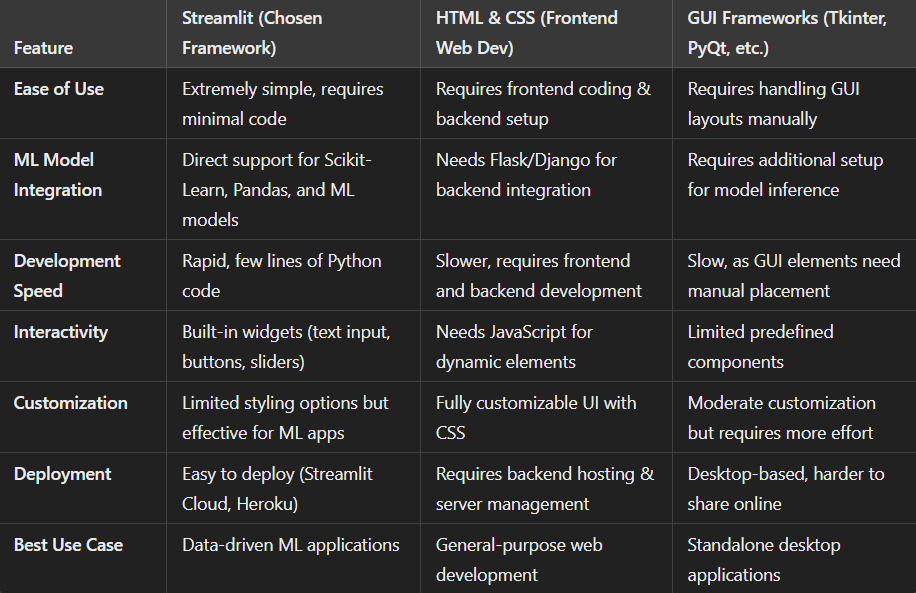 Feature
Streamlit (Chosen
Framework)
HTML & CSS (Frontend
Web Dev)
GUI Frameworks (Tkinter,
PyQt, etc.)
Ease of Use
Extremely simple, requires
minimal code
Requires frontend coding &
backend setup
Requires handling GUI
layouts manually
ML Model
Integration
Direct support for Scikit-
Learn, Pandas, and ML
models
Needs Flask/Django for
backend integration
Requires additional setup
for model inference
Development
Speed
Rapid, few lines of Python
code
Slower, requires frontend
and backend development
Slow, as GUI elements need
manual placement
Interactivity
Built-in widgets (text input,
buttons, sliders)
Needs JavaScript for
dynamic elements
Limited predefined
components
Customization
Limited styling options but
effective for ML apps
Fully customizable UI with
CSS
Moderate customization
but requires more effort
Deployment
Easy to deploy (Streamlit
Cloud, Heroku)
Requires backend hosting &
server management
Desktop-based, harder to
share online
Best Use Case
Data-driven ML applications
General-purpose web
development
Standalone desktop
applications